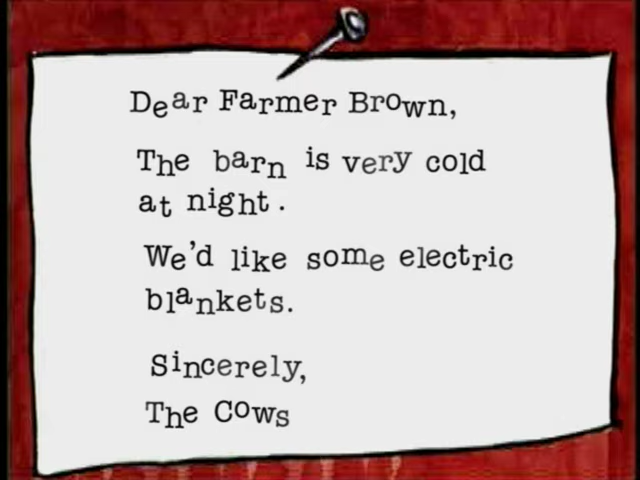 Dear Farmer Brown,
The barn is very cold
at night.
We'd like some electric
blankets.
Sincerely,
The Cows